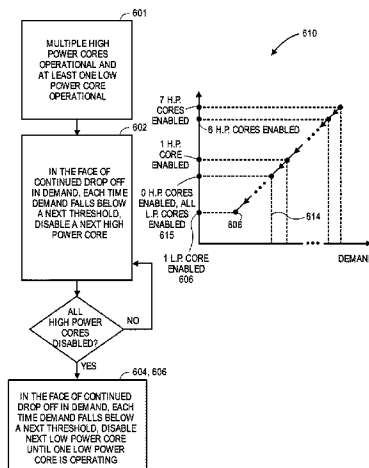 601
MULTIPLE HIGH
POWER CORES
OPERATIONAL AND
AT LEAST ONE LOW
POWER CORE
OPERATIONAL
602
IN THE FACE OF
CONTINUED DROP OFF
IN DEMAND, EACH TIME
DEMAND FALLS BELOW
A NEXT THRESHOLD,
DISABLE A NEXT HIGH
POWER CORE
ALL
HIGH POWER
CORES
DISABLED?
NO
YES
604, 606
IN THE FACE OF CONTINUED
DROP OFF IN DEMAND, EACH
TIME DEMAND FALLS BELOW
A NEXT THRESHOLD, DISABLE
NEXT LOW POWER CORE
UNTIL ONE LOW POWER
CORE IS OPERATING
610
7 H.P. CORES
ENABLED
6 H.P. CORES ENABLED
1 H.P.
CORE
ENABLED
0 H.P. CORES
ENABLED, ALL
L.P. CORES
ENABLED
615
606
614
1 L.P. CORE
ENABLED
606
DEMAND